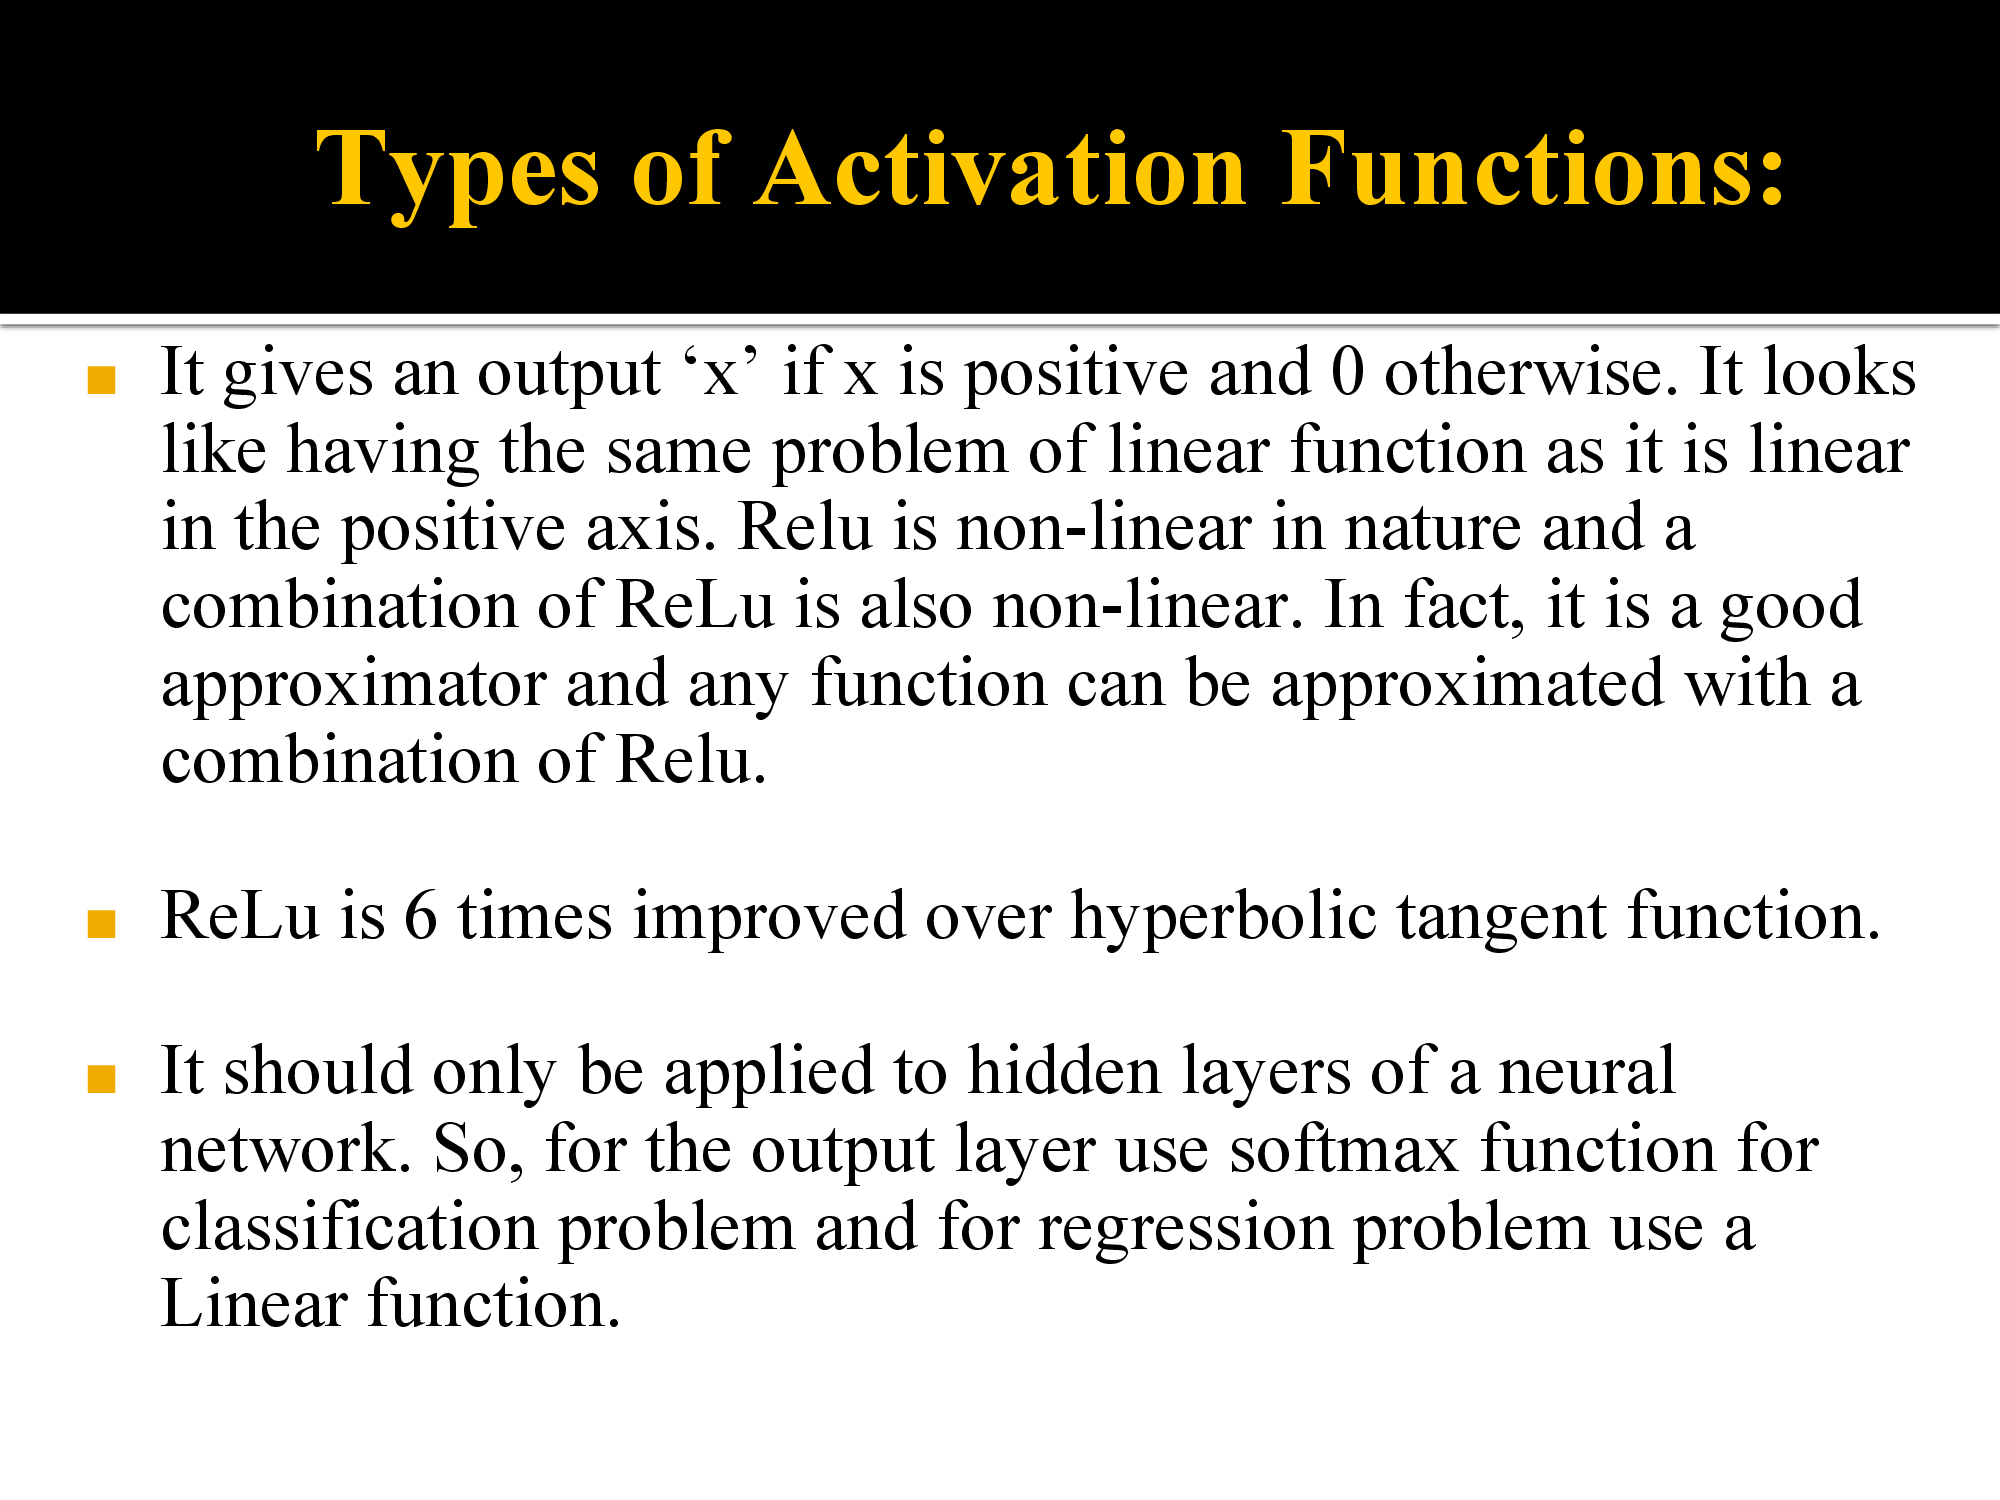 Types of Activation Functions:
It gives an output ‘x’ if x is positive and 0 otherwise. It looks
like having the same problem of linear function as it is linear
in the positive axis. Relu is non-linear in nature and a
combination of ReLu is also non-linear. In fact, it is a good
approximator and any function can be approximated with a
combination of Relu.
ReLu is 6 times improved over hyperbolic tangent function.
It should only be applied to hidden layers of a neural
network. So, for the output layer use softmax function for
classification problem and for regression problem use a
Linear function.